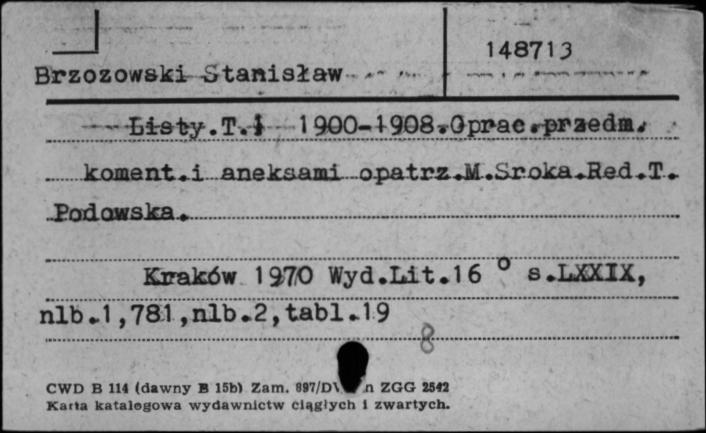 148713
Brzozowski Stanisław
Listy.T.1 1900-1908.Oprac.przedm.
koment.i aneksami opatrz.M.Sroka.Red.T.
Podowska.
Kraków 1970 Wyd.Lit.16 ° s.LXXIX,
nlb.1,781,nlb.2,tabl.19
8
CWD B 114 (dawny B 15b) Zam. 897/ n ZGG 2542
Karta katalogowa wydawnictw ciągłych i zwartych.